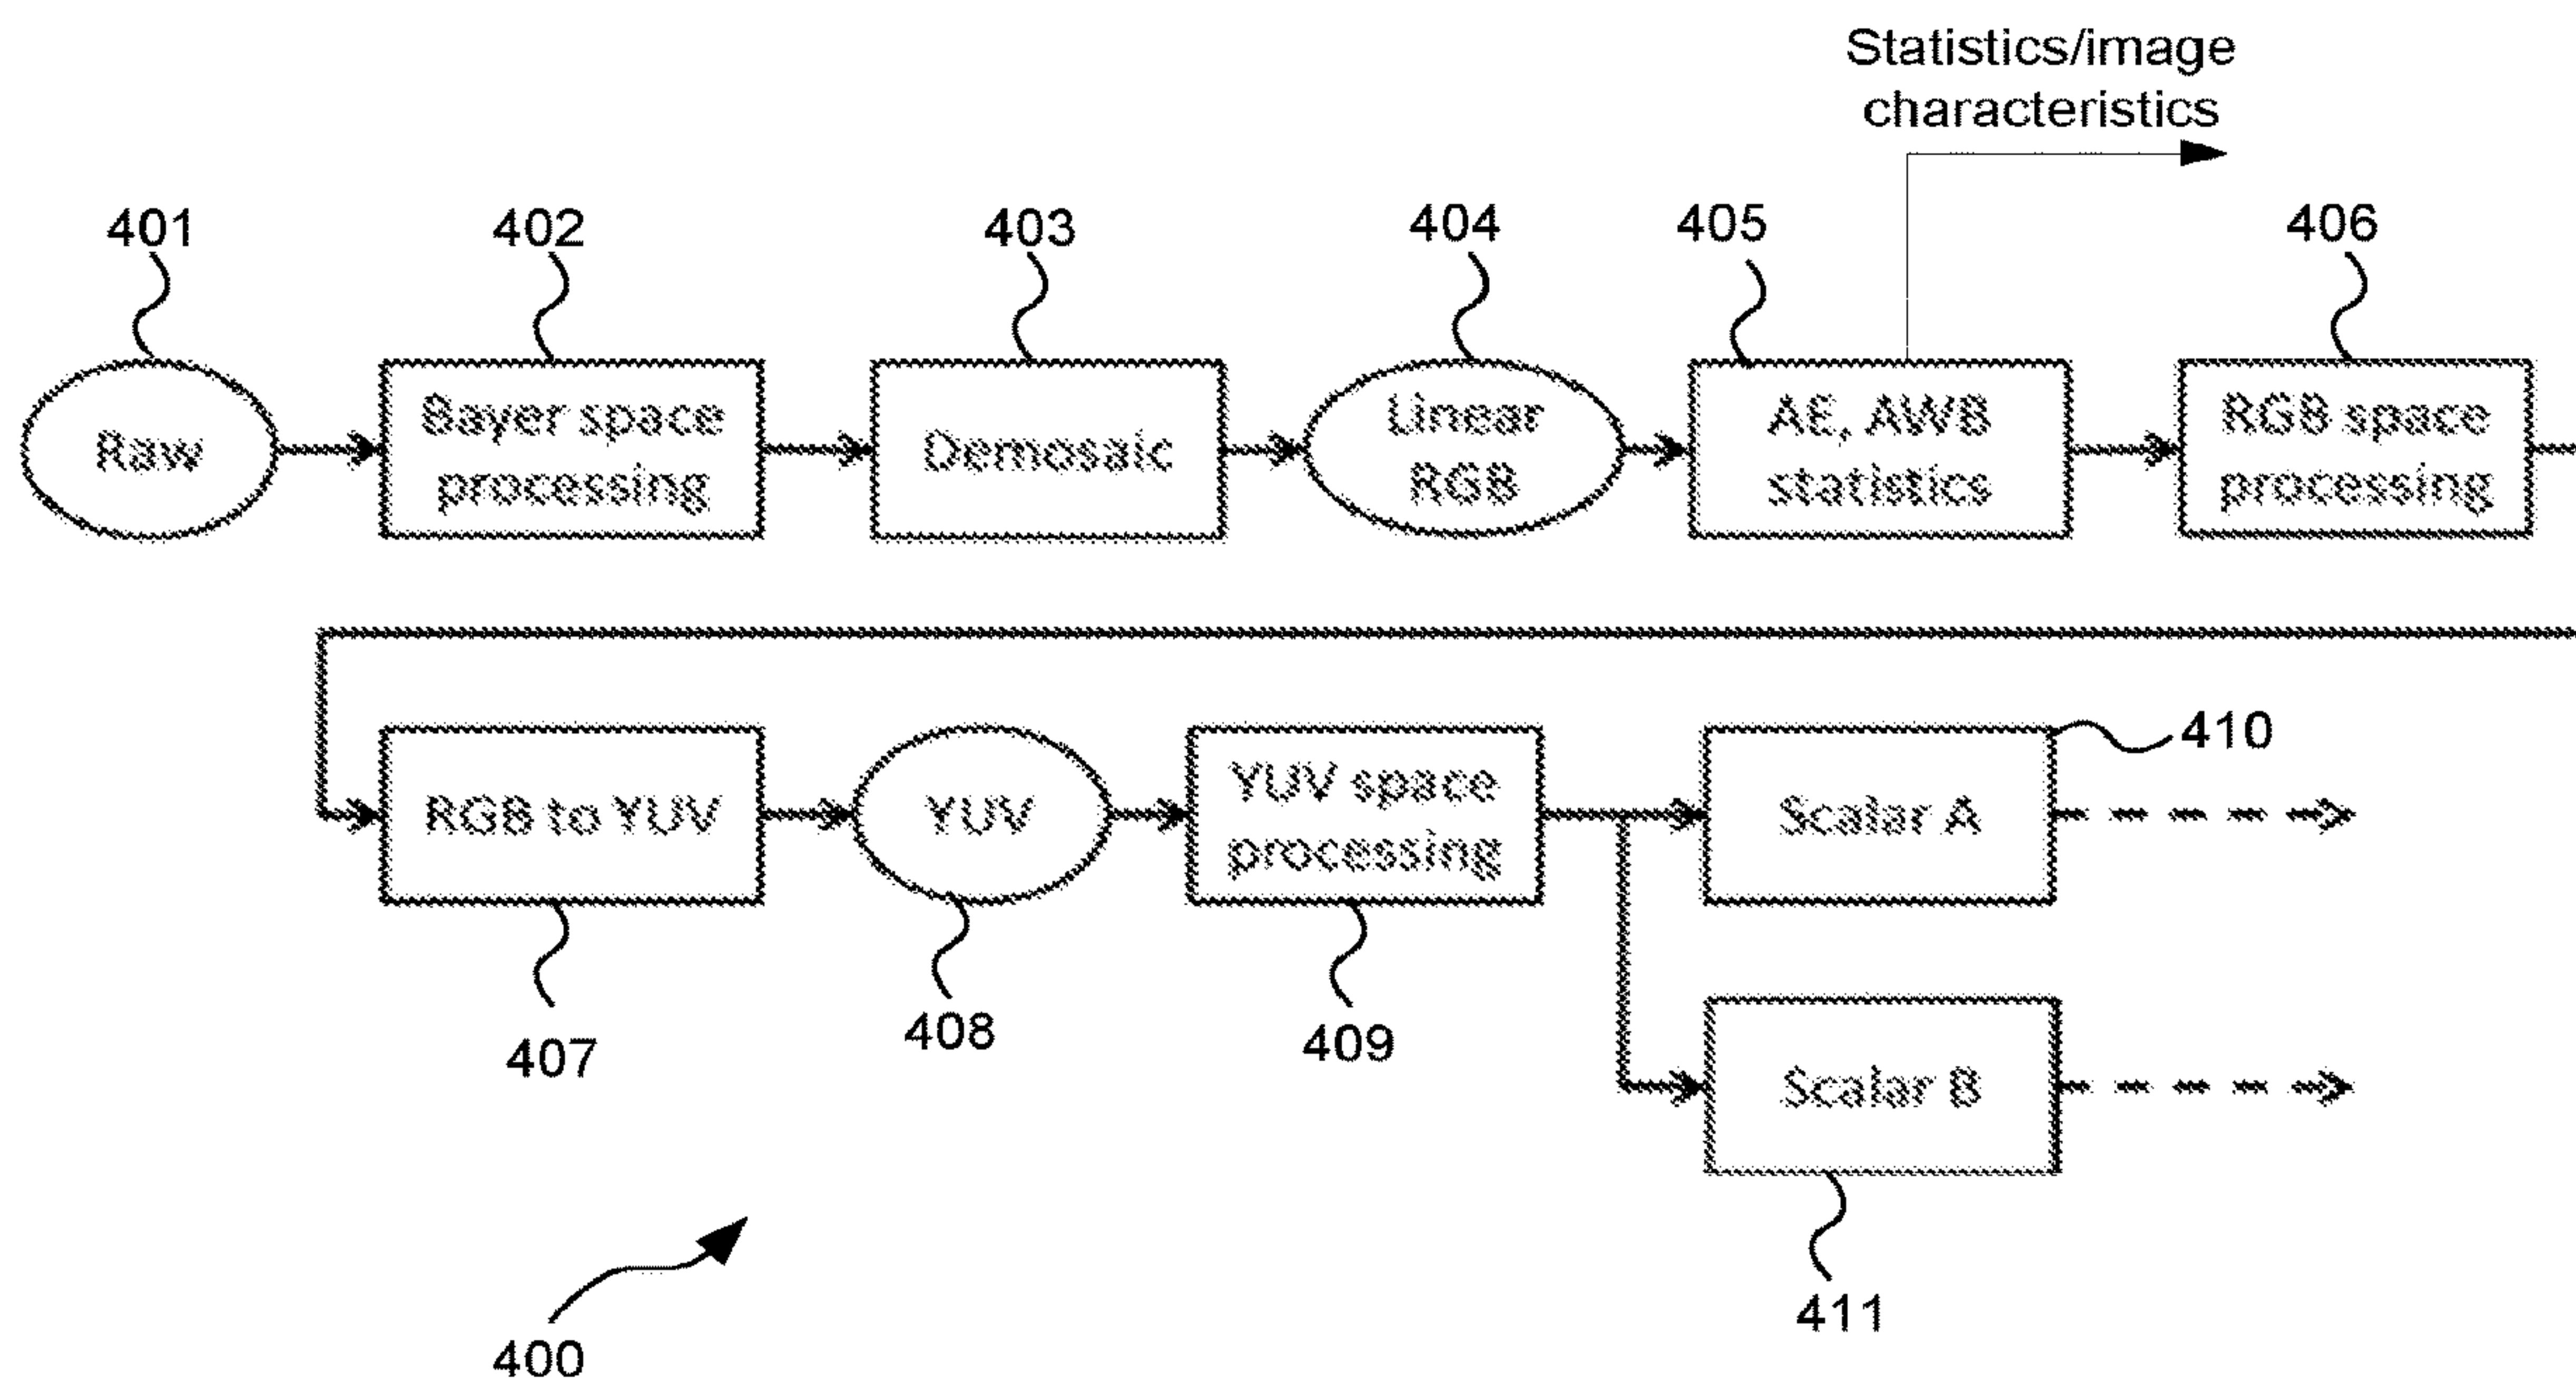 Statistics/image
characteristics
401
402
403
404
405
406
Raw
Bayer space
processing
Demosaic
Linear
RGB
AE, AWB
statistics
RGB space
processing
RGB to YUV
YUV
YUV space
processing
Scalar A
410
407
408
409
Scalar B
411
400